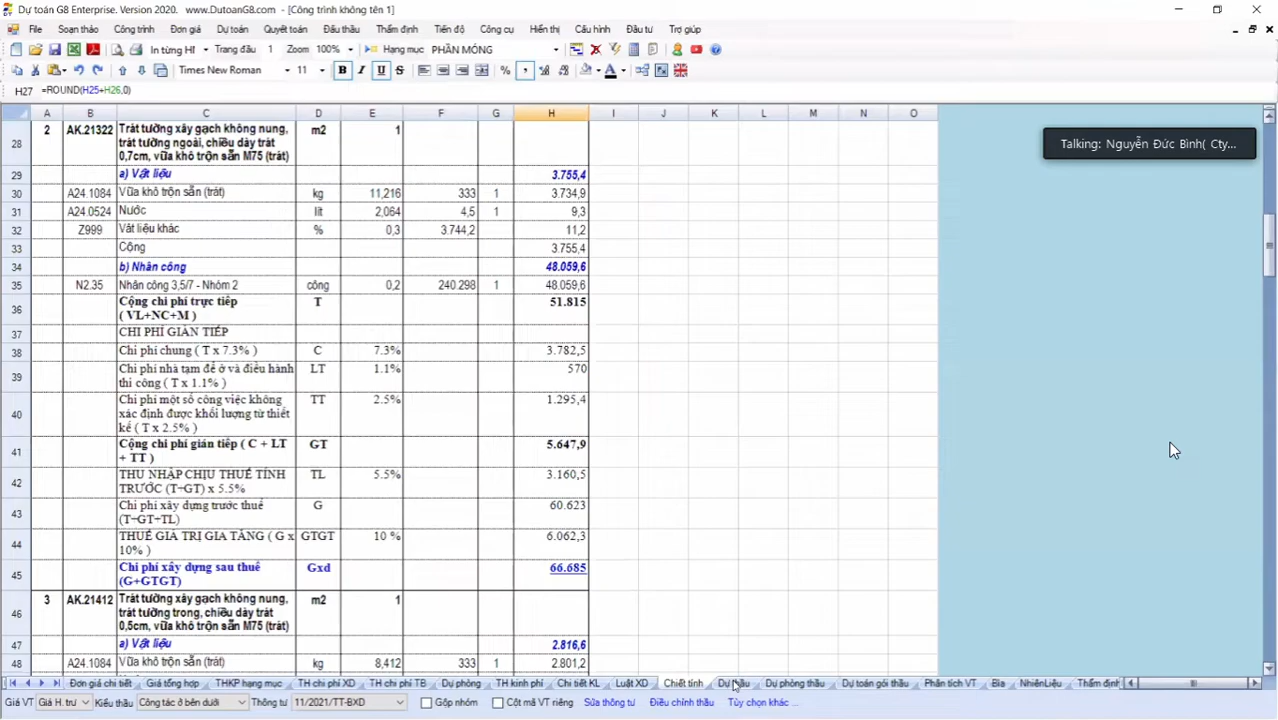 Dự toán G8 Enterprise. Version 2020.   www.DutoanG8.com - [Công trình không tên 1]
File Soạn thảo Công trình Đơn giá Dự toán Quyết toán Đấu thầu Thẩm định Tiến độ Công cụ Hiển thị Cấu hình Đầu tư Trợ giúp
In từng HI Trang đầu 1 Zoom 100% Hạng mục PHẦN MÓNG
Times New Roman 11 B I U S % ,
H27 =ROUND(H25+H26,0)
A B C D E F G H I J K L M N O
Talking: Nguyễn Đức Bình( Cty...
28 2 AK.21322 Trát tường xây gạch không nung, trát tường ngoài, chiều dày trát 0,7cm, vữa khô trộn sẵn M75 (trát) m2 1
29 a) Vật liệu 3.755,4
30 A24.1084 Vữa khô trộn sẵn (trát) kg 11,216 333 1 3.734,9
31 A24.0524 Nước lít 2,064 4,5 1 9,3
32 Z999 Vât liêu khác % 0,3 3.744,2 11,2
33 Cộng 3.755,4
34 b) Nhân công 48.059,6
35 N2.35 Nhân công 3,5/7 - Nhóm 2 công 0,2 240.298 1 48.059,6
36 Cộng chi phí trực tiếp ( VL+NC+M ) T 51.815
37 CHI PHÍ GIÁN TIẾP
38 Chi phí chung ( T x 7.3% ) C 7.3% 3.782,5
39 Chi phí nhà tạm để ở và điều hành thi công ( T x 1.1% ) LT 1.1% 570
40 Chi phí một số công việc không xác định được khối lượng từ thiết kế ( T x 2.5% ) TT 2.5% 1.295,4
41 Cộng chi phí gián tiếp ( C + LT + TT ) GT 5.647,9
42 THU NHẬP CHỊU THUẾ TÍNH TRƯỚC (T+GT) x 5.5% TL 5.5% 3.160,5
43 Chi phí xây dựng trước thuế (T+GT+TL) G 60.623
44 THUẾ GIÁ TRỊ GIA TĂNG ( G x 10% ) GTGT 10 % 6.062,3
45 Chi phí xây dựng sau thuế (G+GTGT) Gxd 66.685
46 3 AK.21412 Trát tường xây gạch không nung, trát tường trong, chiều dày trát 0,5cm, vữa khô trộn sẵn M75 (trát) m2 1
47 a) Vật liệu 2.816,6
48 A24.1084 Vữa khô trộn sẵn (trát) kg 8,412 333 1 2.801,2
Đơn giá chi tiết Giá tổng hợp THKP hạng mục TH chi phí XD TH chi phí TB Dự phòng TH kinh phí Chi tiết KL Luật XD Chiết tính Dự thầu Dự phòng thầu Dự toán gói thầu Phân tích VT Bìa NhiênLiệu Thẩm định
Giá VT Giá H. trư Kiểu thầu Công tác ở bên dưới Thông tư 11/2021/TT-BXD Gộp nhóm Cột mã VT riêng Sửa thông tư Điều chỉnh thầu Tùy chọn khác ...